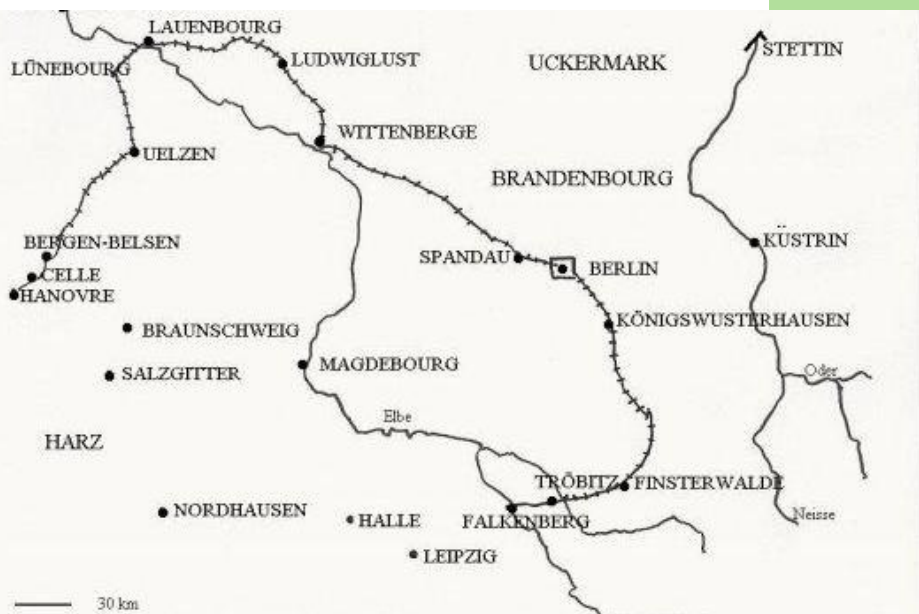 LAUENBOURG
STETTIN
LÜNEBOURG
LUDWIGLUST
UCKERMARK
WITTENBERGE
UELZEN
BRANDENBOURG
BERGEN-BELSEN
SPANDAU
BERLIN
KÜSTRIN
CELLE
HANOVRE
BRAUNSCHWEIG
KÖNIGSWUSTERHAUSEN
MAGDEBOURG
SALZGITTER
Oder
Elbe
HARZ
TRÖBITZ
FINSTERWALDE
NORDHAUSEN
HALLE
FALKENBERG
Neisse
LEIPZIG
30 km